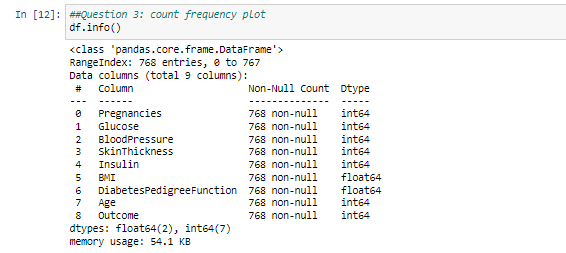 In [12]: ##Question 3: count frequency plot
df.info()
<class 'pandas.core.frame.DataFrame'>
RangeIndex: 768 entries, 0 to 767
Data columns (total 9 columns):
 #   Column                    Non-Null Count  Dtype
---  ------                    --------------  -----
 0   Pregnancies               768 non-null    int64
 1   Glucose                   768 non-null    int64
 2   BloodPressure             768 non-null    int64
 3   SkinThickness             768 non-null    int64
 4   Insulin                   768 non-null    int64
 5   BMI                       768 non-null    float64
 6   DiabetesPedigreeFunction  768 non-null    float64
 7   Age                       768 non-null    int64
 8   Outcome                   768 non-null    int64
dtypes: float64(2), int64(7)
memory usage: 54.1 KB